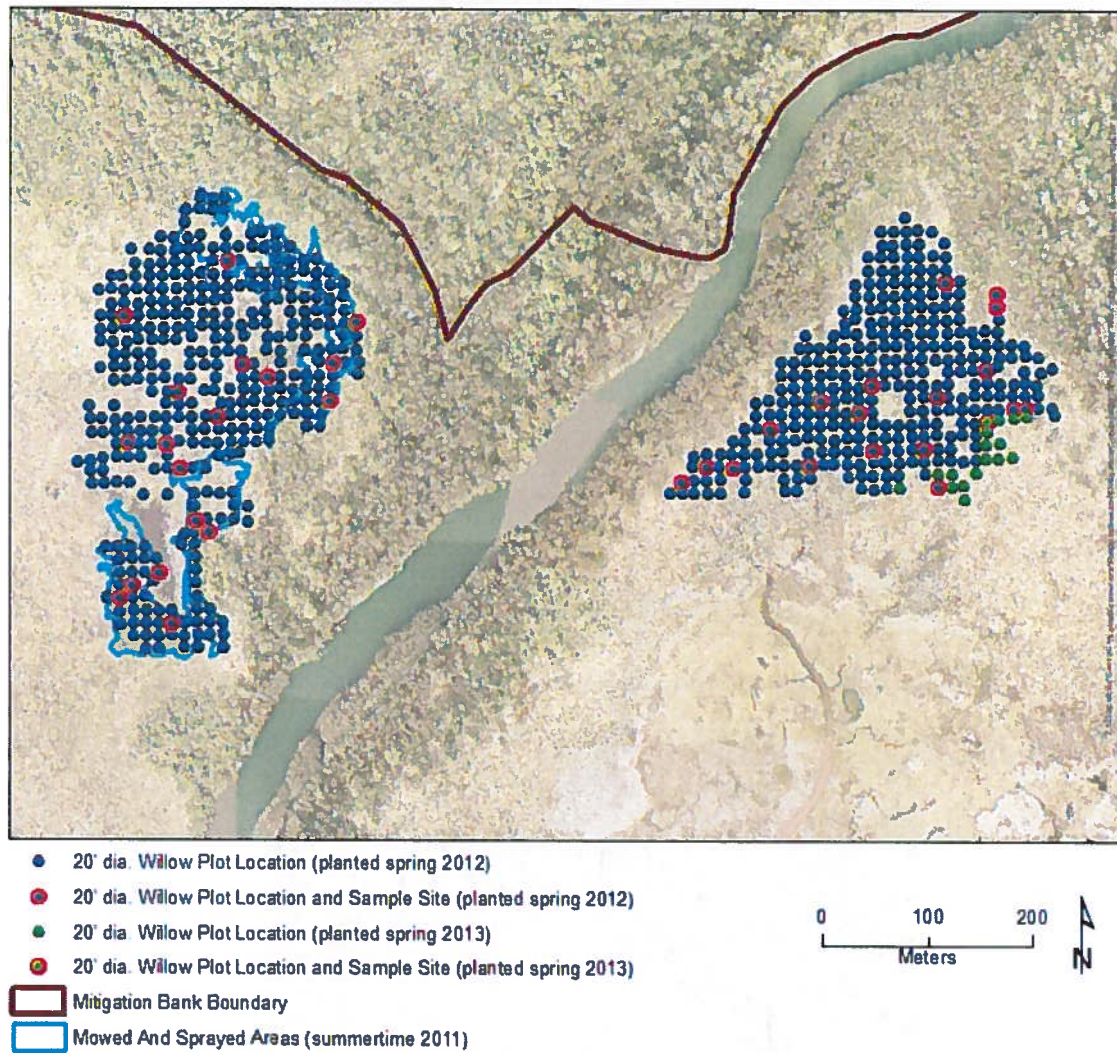 20' dia. Willow Plot Location (planted spring 2012)
20' dia. Willow Plot Location and Sample Site (planted spring 2012)
20' dia. Willow Plot Location (planted spring 2013)
20' dia. Willow Plot Location and Sample Site (planted spring 2013)
Mitigation Bank Boundary
Mowed And Sprayed Areas (summertime 2011)
0 100 200
Meters
N